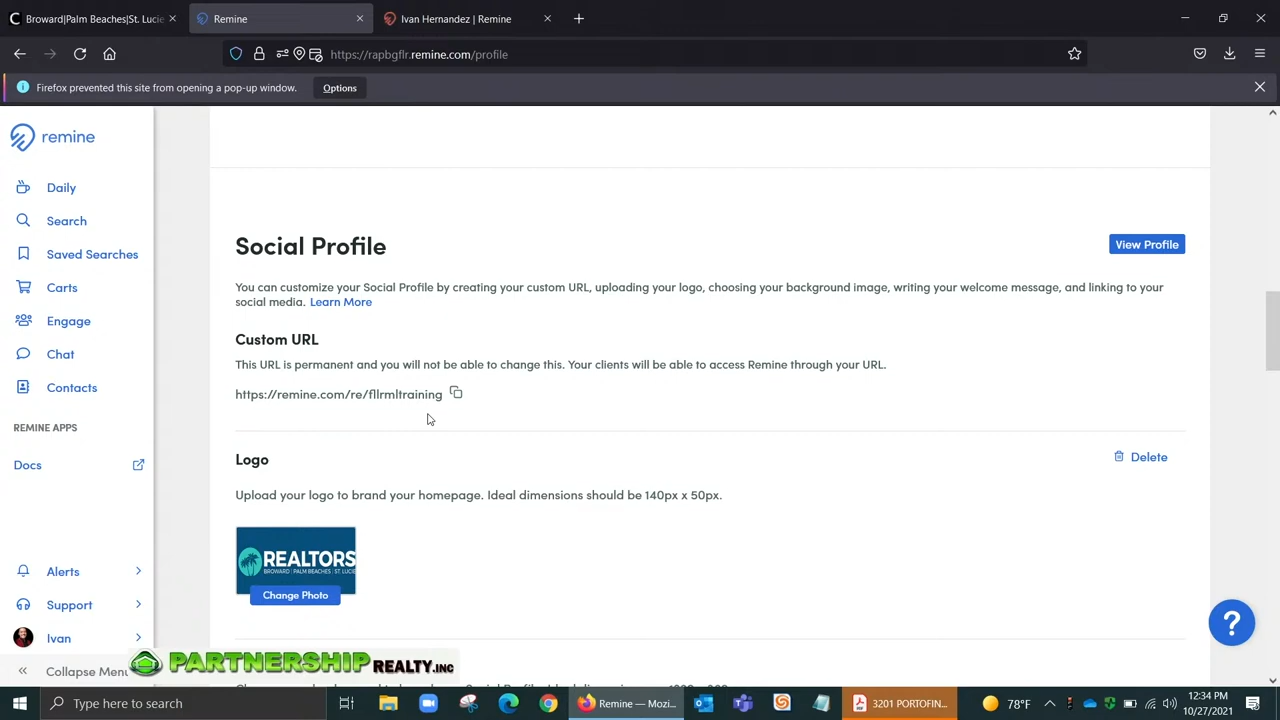 Broward|Palm Beaches|St. Lucie
Remine
Ivan Hernandez | Remine
https://rapbgflr.remine.com/profile
Firefox prevented this site from opening a pop-up window.
Options
remine
Daily
Search
Saved Searches
Carts
Engage
Chat
Contacts
REMINE APPS
Docs
Alerts
Support
Ivan
Collapse Menu
Social Profile
View Profile
You can customize your Social Profile by creating your custom URL, uploading your logo, choosing your background image, writing your welcome message, and linking to your
social media. Learn More
Custom URL
This URL is permanent and you will not be able to change this. Your clients will be able to access Remine through your URL.
https://remine.com/re/fllrmltraining
Logo
Delete
Upload your logo to brand your homepage. Ideal dimensions should be 140px x 50px.
REALTORS
BROWARD | PALM BEACHES | ST. LUCIE
Change Photo
?
PARTNERSHIP REALTY.INC
Type here to search
Remine — Mozi...
3201 PORTOFIN...
78°F
12:34 PM
10/27/2021